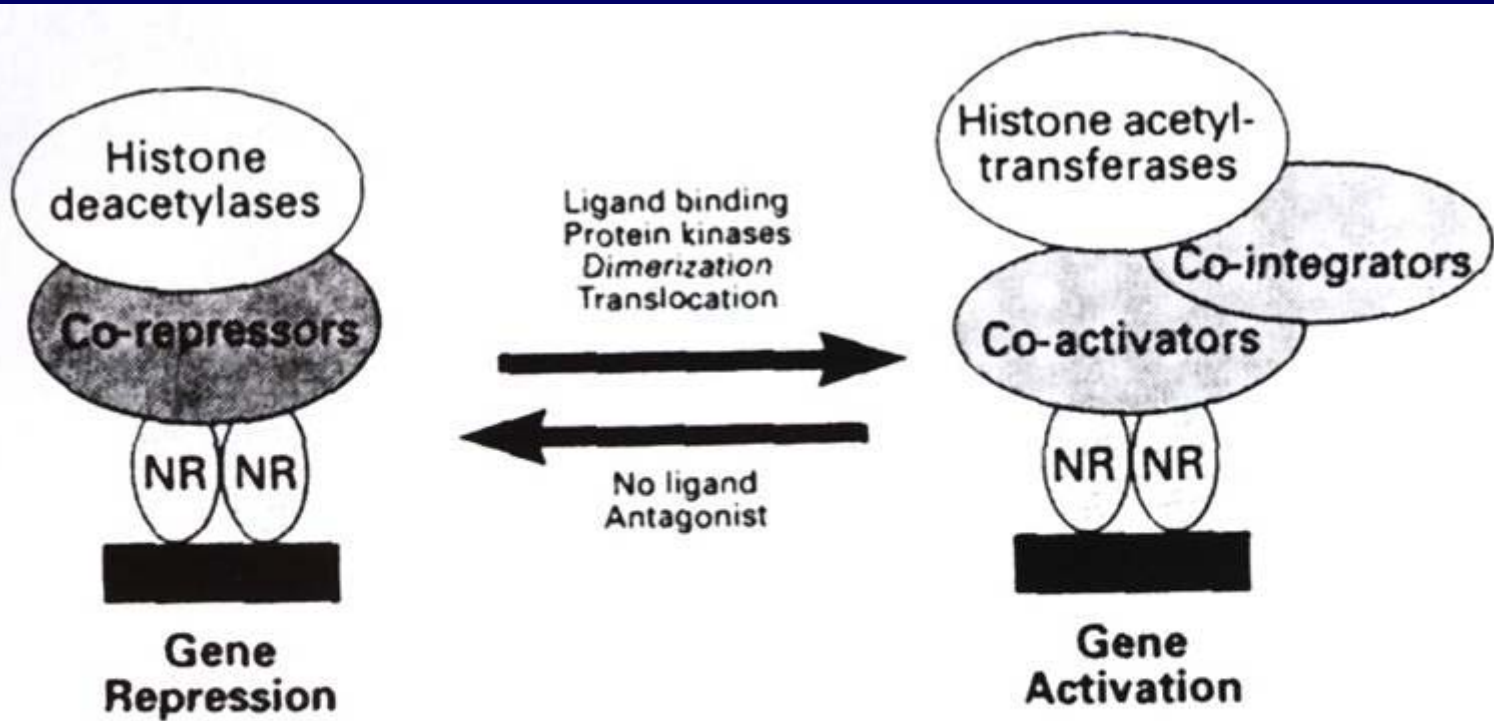 Histone
deacetylases
Co-repressors
NR NR
Gene
Repression
Ligand binding
Protein kinases
Dimerization
Translocation
No ligand
Antagonist
Histone acetyl-
transferases
Co-integrators
Co-activators
NR NR
Gene
Activation